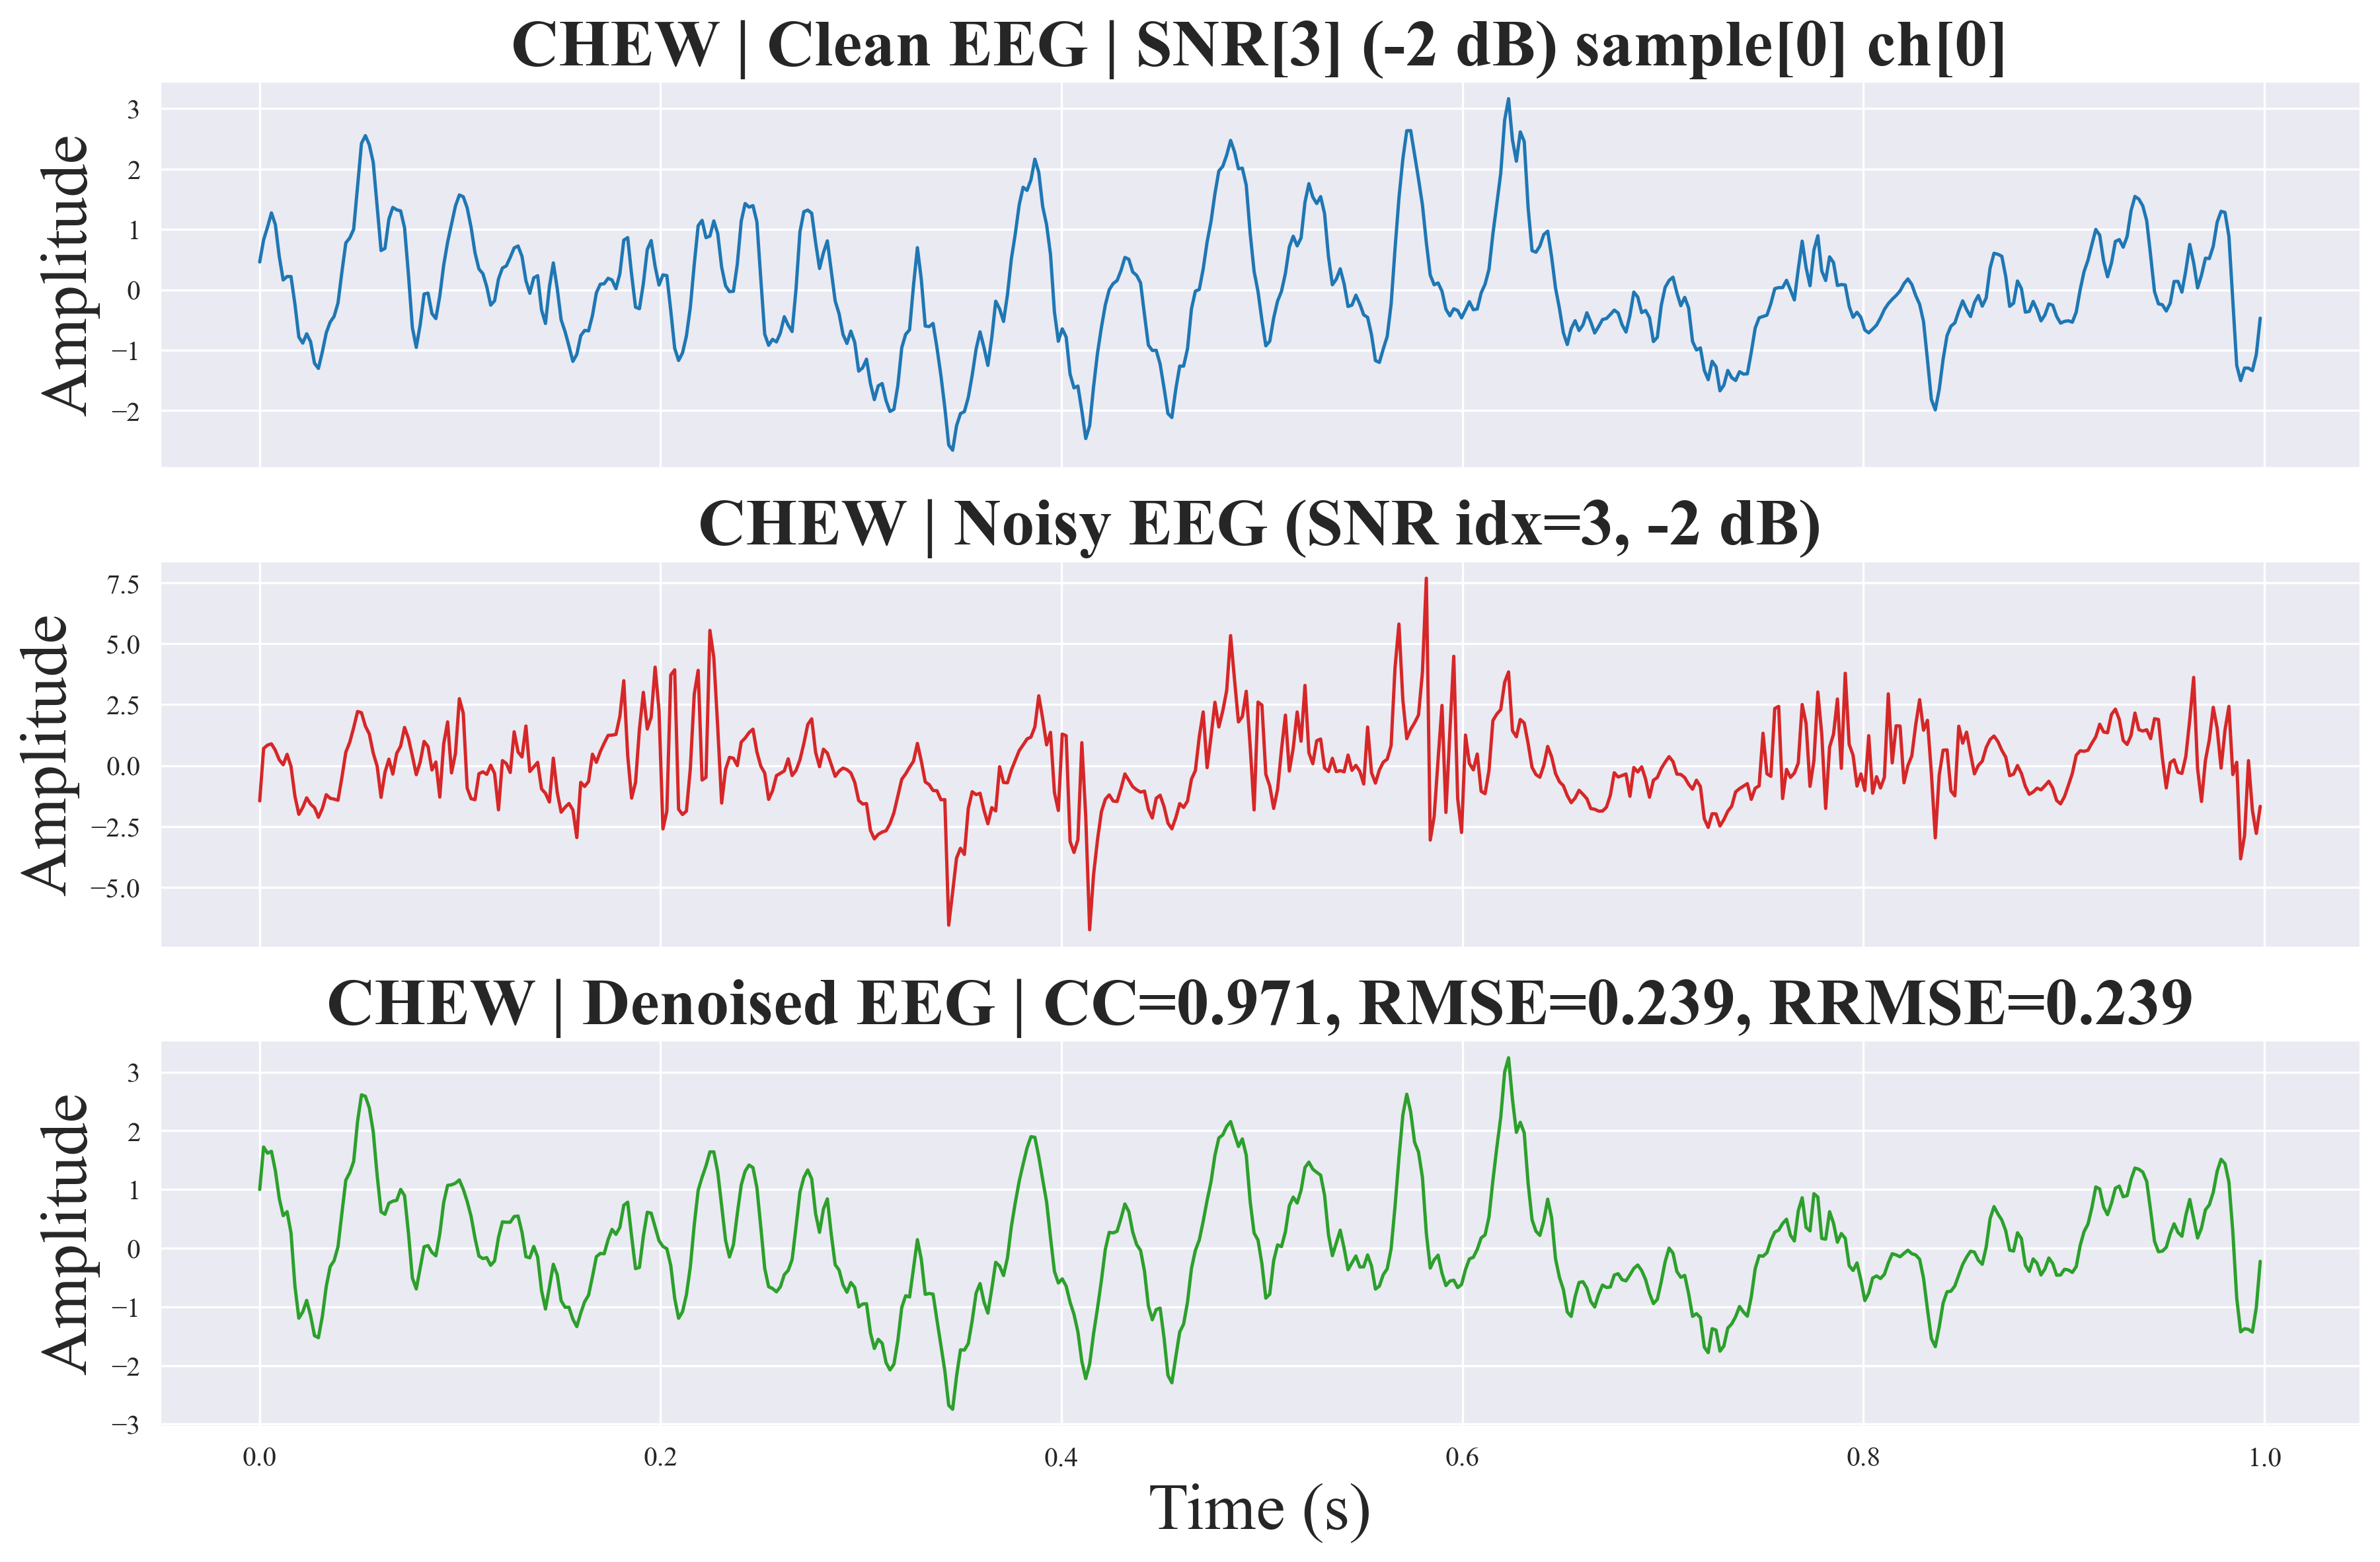 CHEW | Clean EEG | SNR[3] (-2 dB) sample[0] ch[0]
Amplitude
3
2
1
0
−1
−2
CHEW | Noisy EEG (SNR idx=3, -2 dB)
Amplitude
7.5
5.0
2.5
0.0
−2.5
−5.0
CHEW | Denoised EEG | CC=0.971, RMSE=0.239, RRMSE=0.239
Amplitude
3
2
1
0
−1
−2
−3
0.0 0.2 0.4 0.6 0.8 1.0
Time (s)